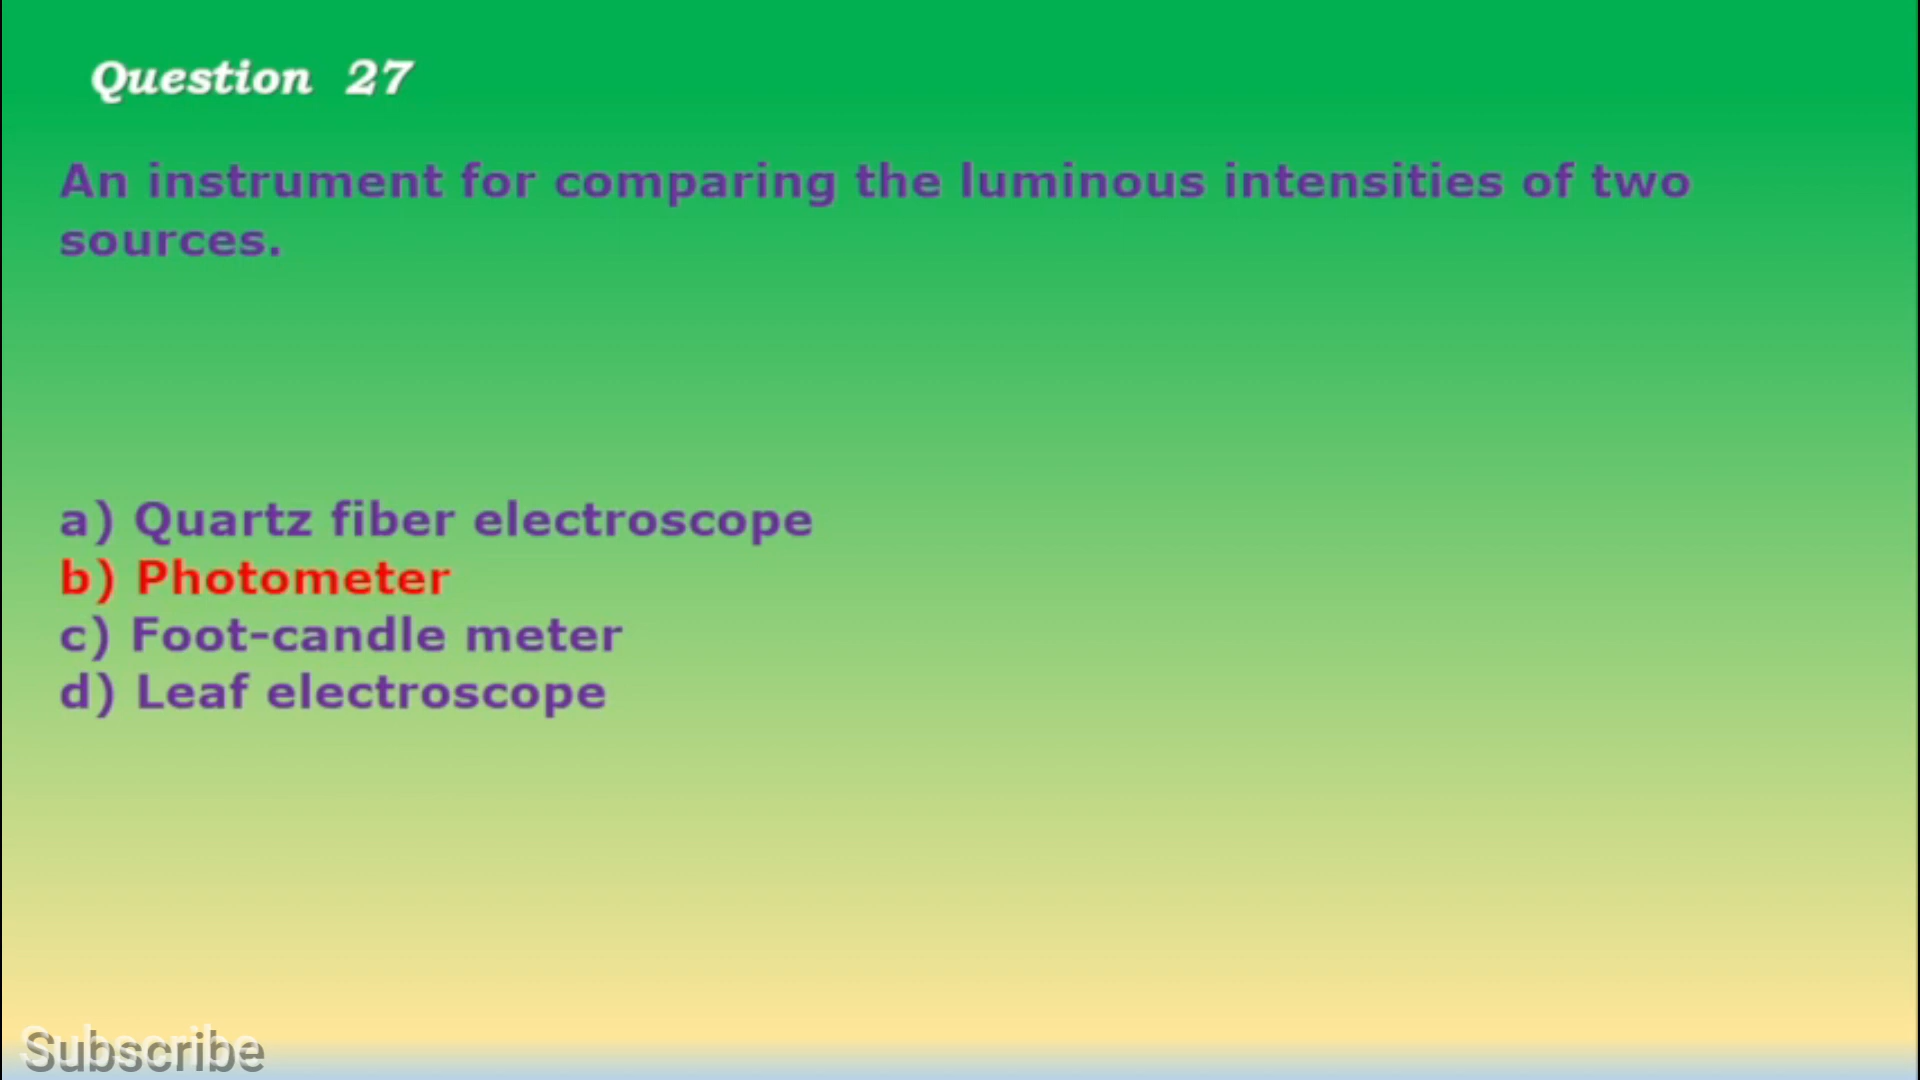 Question 27
An instrument for comparing the luminous intensities of two
sources.
a) Quartz fiber electroscope
b) Photometer
c) Foot-candle meter
d) Leaf electroscope
Subscribe